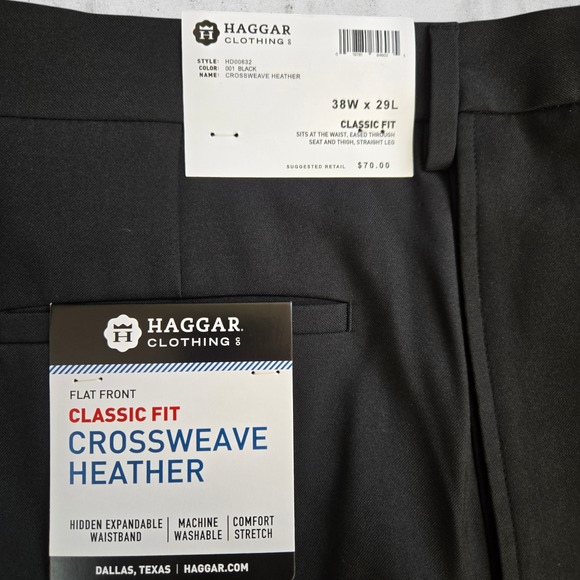 HAGGAR
CLOTHING CO
STYLE: HD00632
COLOR: 001 BLACK
NAME: CROSSWEAVE HEATHER
38W x 29L
CLASSIC FIT
SITS AT THE WAIST, EASED THROUGH
SEAT AND THIGH, STRAIGHT LEG
SUGGESTED RETAIL $70.00
H
HAGGAR.
CLOTHING CO
FLAT FRONT
CLASSIC FIT
CROSSWEAVE
HEATHER
HIDDEN EXPANDABLE WAISTBAND | MACHINE WASHABLE | COMFORT STRETCH
DALLAS, TEXAS | HAGGAR.COM